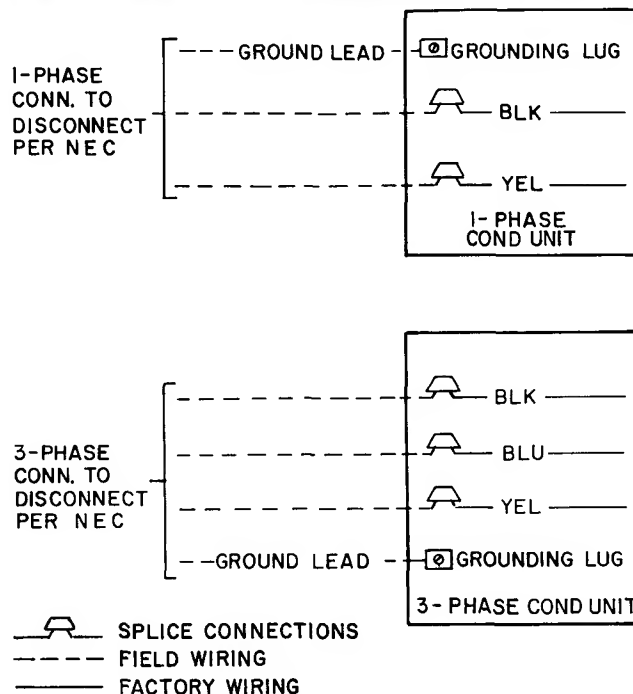 GROUND LEAD
GROUNDING LUG
1-PHASE
CONN. TO
DISCONNECT
PER NEC
BLK
YEL
1-PHASE
COND UNIT
BLK
3-PHASE
CONN. TO
DISCONNECT
PER NEC
BLU
YEL
GROUND LEAD
GROUNDING LUG
3-PHASE COND UNIT
SPLICE CONNECTIONS
FIELD WIRING
FACTORY WIRING